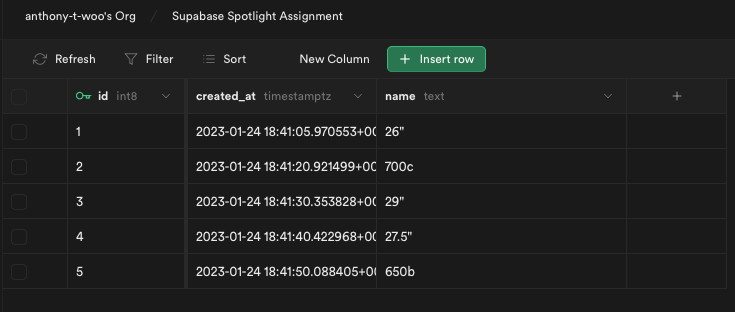 anthony-t-woo's Org / Supabase Spotlight Assignment
Refresh Filter Sort New Column + Insert row
id int8 created_at timestamptz name text +
1 2023-01-24 18:41:05.970553+00 26"
2 2023-01-24 18:41:20.921499+00 700c
3 2023-01-24 18:41:30.353828+00 29"
4 2023-01-24 18:41:40.422968+00 27.5"
5 2023-01-24 18:41:50.088405+00 650b